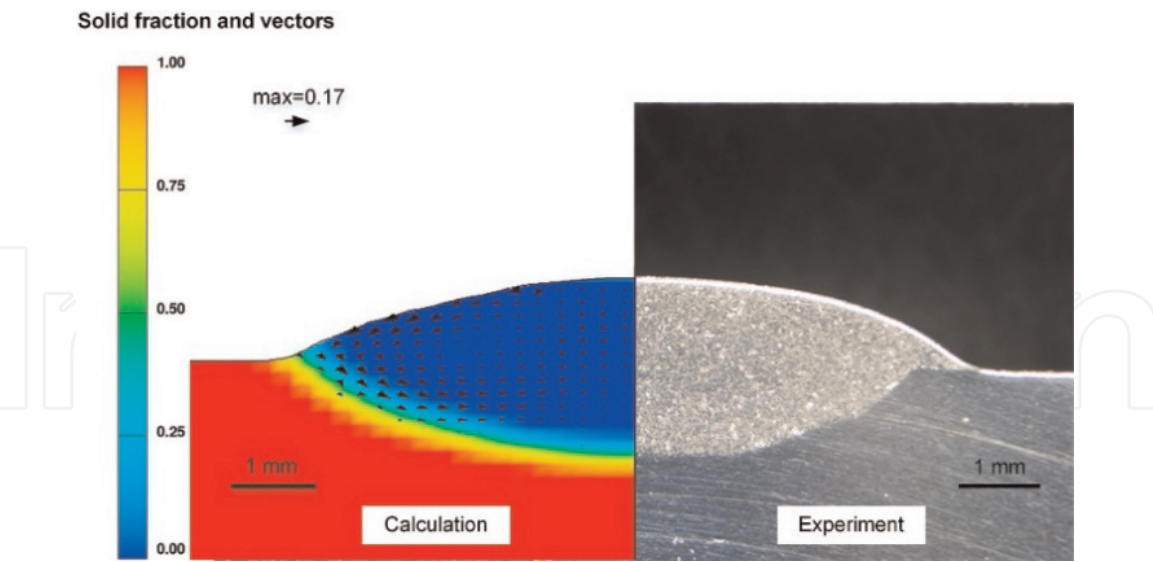 Solid fraction and vectors
1.00
max=0.17
0.75
0.50
0.25
0.00
1 mm
Calculation
1 mm
Experiment